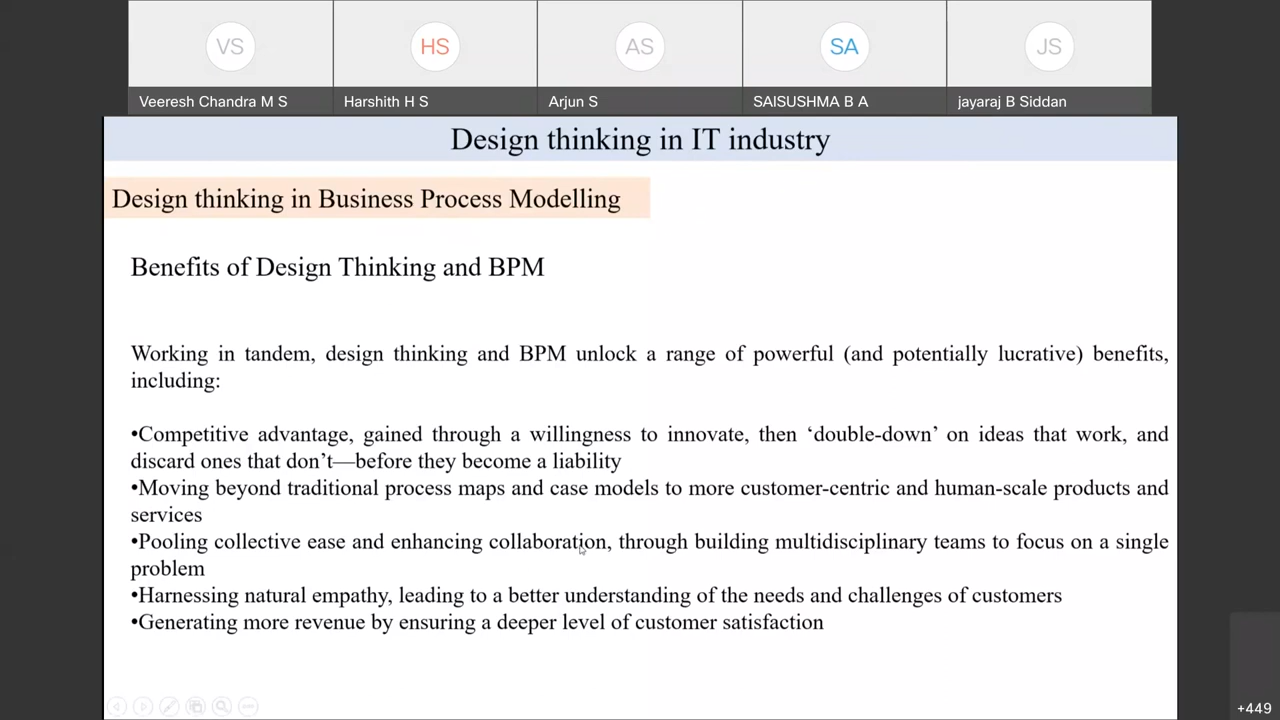 VS
HS
AS
SA
JS
Veeresh Chandra M S
Harshith H S
Arjun S
SAISUSHMA B A
jayaraj B Siddan
Design thinking in IT industry
Design thinking in Business Process Modelling
Benefits of Design Thinking and BPM
Working in tandem, design thinking and BPM unlock a range of powerful (and potentially lucrative) benefits,
including:
•Competitive advantage, gained through a willingness to innovate, then ‘double-down’ on ideas that work, and
discard ones that don’t—before they become a liability
•Moving beyond traditional process maps and case models to more customer-centric and human-scale products and
services
•Pooling collective ease and enhancing collaboration, through building multidisciplinary teams to focus on a single
problem
•Harnessing natural empathy, leading to a better understanding of the needs and challenges of customers
•Generating more revenue by ensuring a deeper level of customer satisfaction
+449